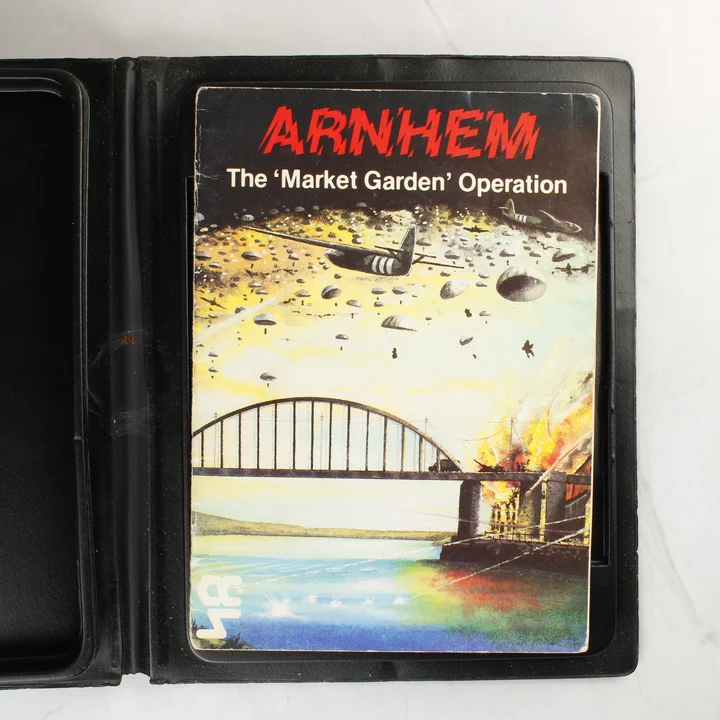 ARNHEM
The ‘Market Garden’ Operation